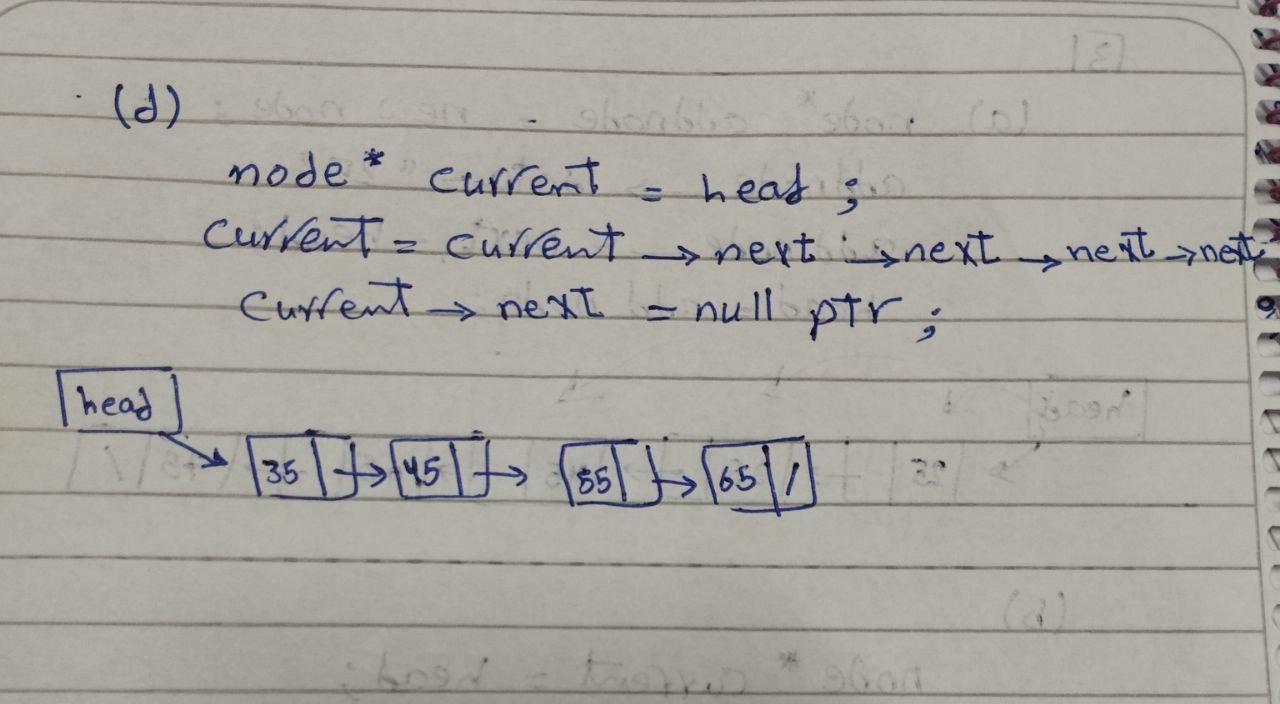 (d)
node * current = head ;
current = current → next → next → next → next
current → next = null ptr ;
head
35 45 55 65 /